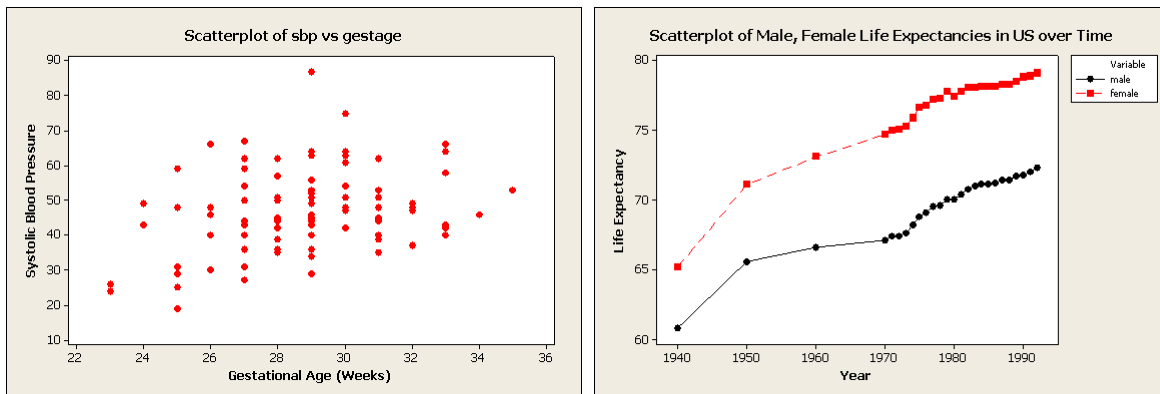 Scatterplot of sbp vs gestage
90
80
70
60
50
40
30
20
10
Systolic Blood Pressure
22 24 26 28 30 32 34 36
Gestational Age (Weeks)
Scatterplot of Male, Female Life Expectancies in US over Time
80
75
70
65
60
Life Expectancy
1940 1950 1960 1970 1980 1990
Year
Variable
male
female